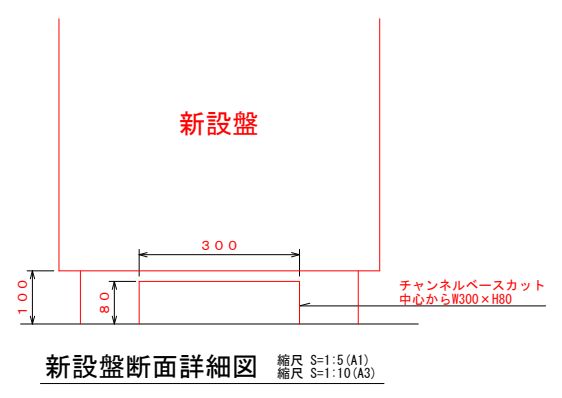 新設盤
300
100
80
チャンネルベースカット
中心からW300×H80
新設盤断面詳細図
縮尺 S=1:5(A1)
縮尺 S=1:10(A3)